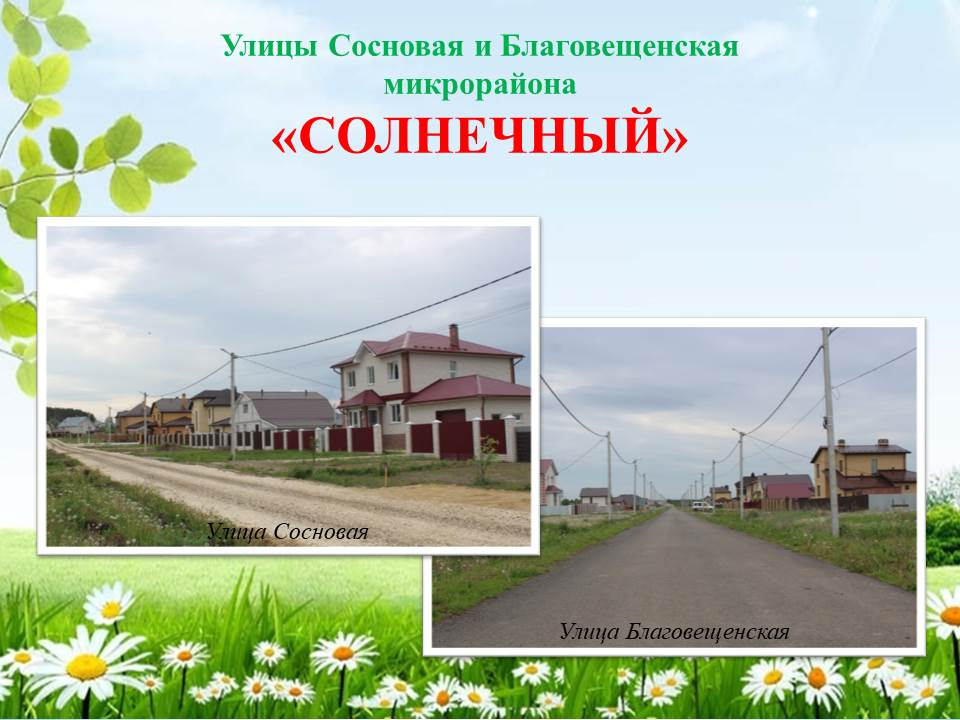 Улицы Сосновая и Благовещенская
микрорайона
«СОЛНЕЧНЫЙ»
Улица Сосновая
Улица Благовещенская